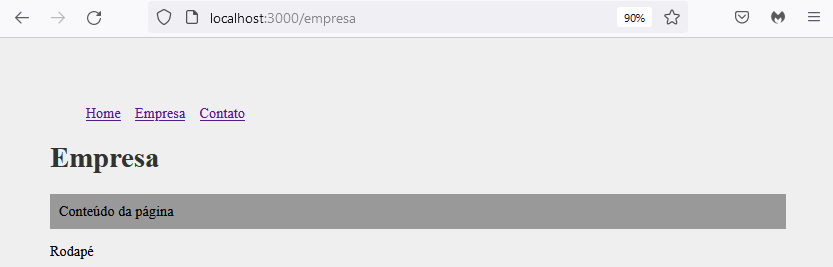 localhost:3000/empresa 90%
Home Empresa Contato
Empresa
Conteúdo da página
Rodapé